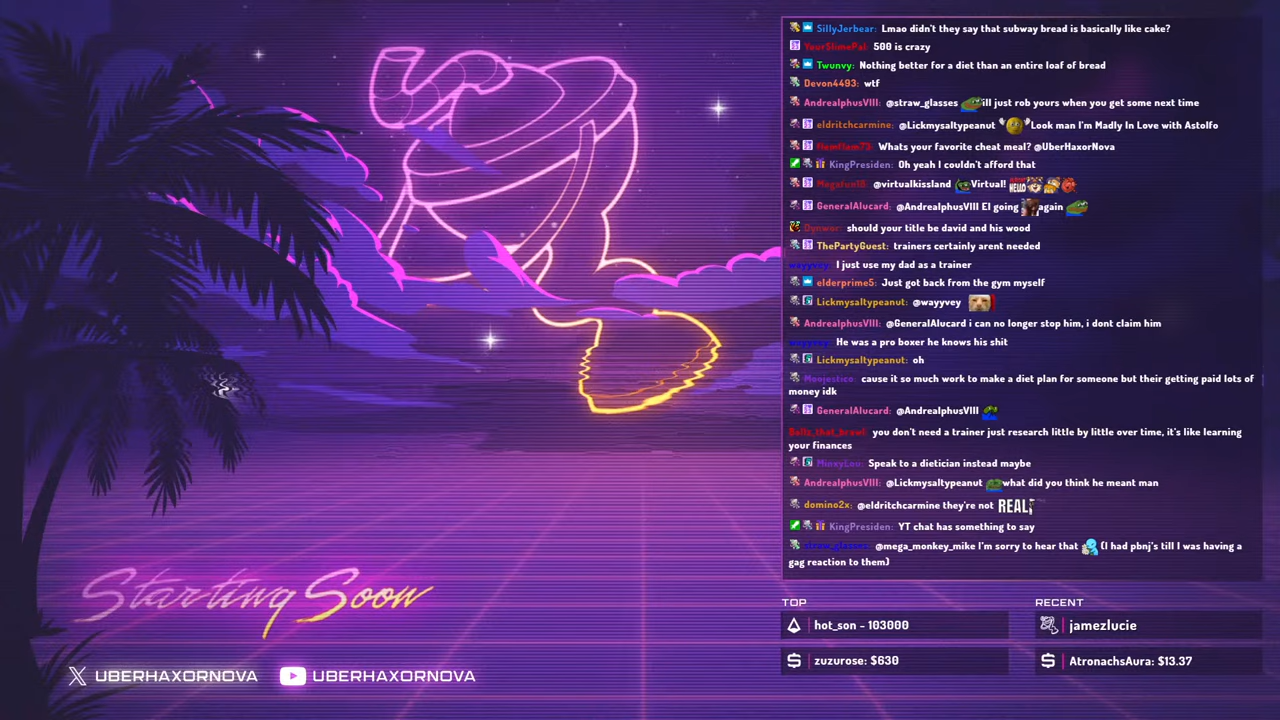 SillyJerbear: Lmao didn't they say that subway bread is basically like cake?
YourSlimePal: 500 is crazy
Twunvy: Nothing better for a diet than an entire loaf of bread
Devon4493: wtf
AndrealphusVIII: @straw_glasses ill just rob yours when you get some next time
eldritchcarmine: @Lickmysaltypeanut Look man I'm Madly In Love with Astolfo
flamflam73: Whats your favorite cheat meal? @UberHaxorNova
KingPresiden: Oh yeah I couldn't afford that
@virtualkissland Virtual! HELLO
GeneralAlucard: @AndrealphusVIII EI going again
should your title be david and his wood
ThePartyGuest: trainers certainly arent needed
wayyvey: I just use my dad as a trainer
elderprime5: Just got back from the gym myself
Lickmysaltypeanut: @wayyvey
AndrealphusVIII: @GeneralAlucard i can no longer stop him, i dont claim him
wayyvey: He was a pro boxer he knows his shit
Lickmysaltypeanut: oh
cause it so much work to make a diet plan for someone but their getting paid lots of
money idk
GeneralAlucard: @AndrealphusVIII
you don't need a trainer just research little by little over time, it's like learning
your finances
MinxyLou: Speak to a dietician instead maybe
AndrealphusVIII: @Lickmysaltypeanut what did you think he meant man
domino2x: @eldritchcarmine they're not REAL
KingPresiden: YT chat has something to say
straw_glasses: @mega_monkey_mike I'm sorry to hear that (I had pbnj's till I was having a
gag reaction to them)
Starting Soon
UBERHAXORNOVA
UBERHAXORNOVA
TOP
hot_son - 103000
zuzurose: $630
RECENT
jamezlucie
AtronachsAura: $13.37